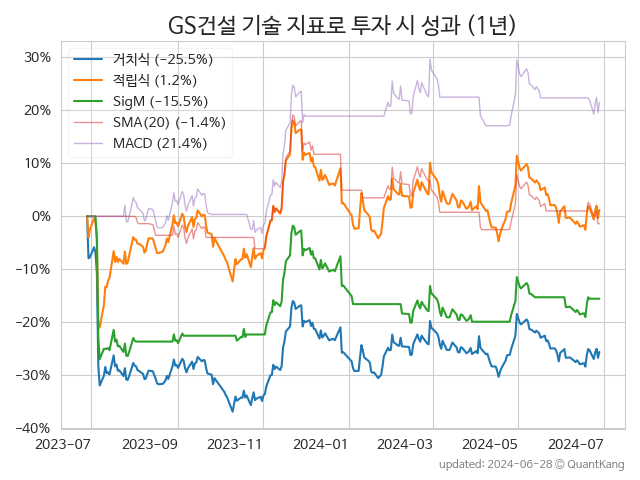 GS건설 기술 지표로 투자 시 성과 (1년)
30%
20%
10%
0%
−10%
−20%
−30%
−40%
거치식 (−25.5%)
적립식 (1.2%)
SigM (−15.5%)
SMA(20) (−1.4%)
MACD (21.4%)
2023-07 2023-09 2023-11 2024-01 2024-03 2024-05 2024-07
updated: 2024-06-28 ⓒ QuantKang